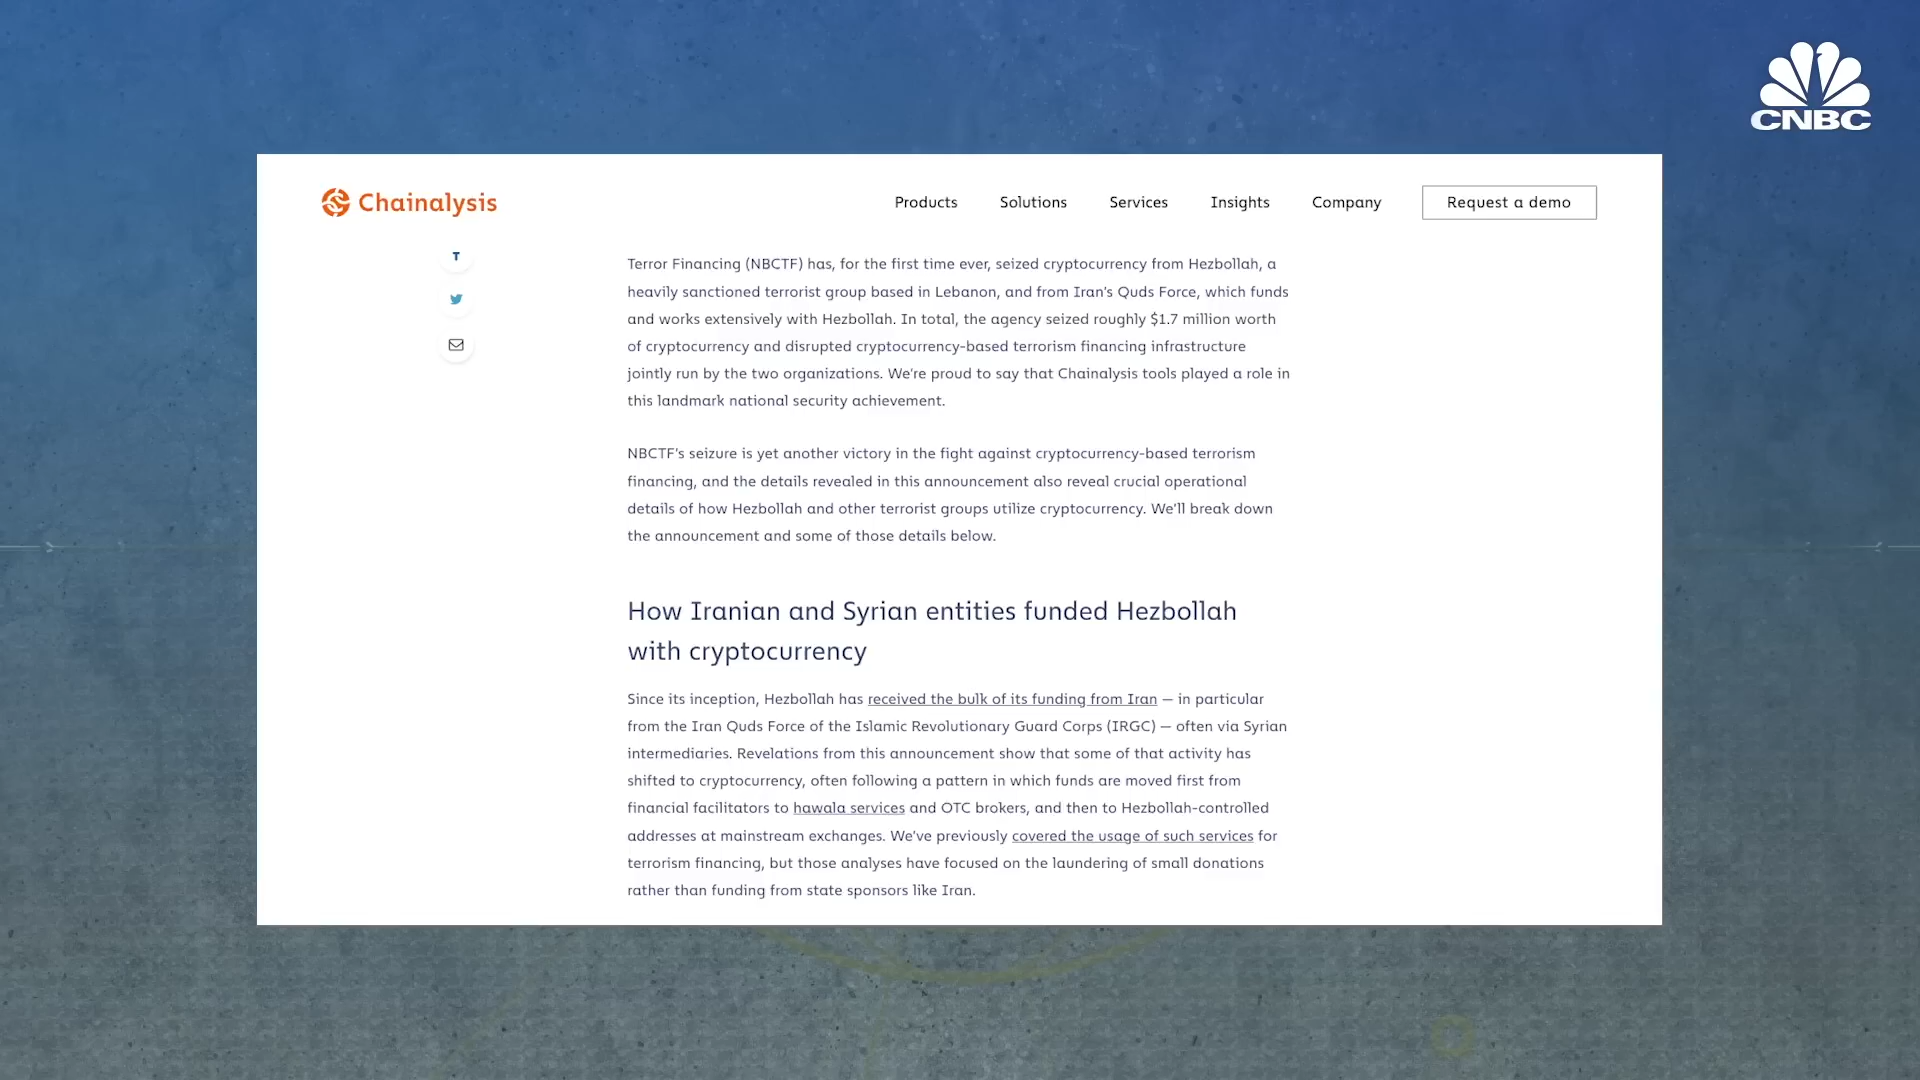 CNBC
Chainalysis
Products
Solutions
Services
Insights
Company
Request a demo
Terror Financing (NBCTF) has, for the first time ever, seized cryptocurrency from Hezbollah, a
heavily sanctioned terrorist group based in Lebanon, and from Iran's Quds Force, which funds
and works extensively with Hezbollah. In total, the agency seized roughly $1.7 million worth
of cryptocurrency and disrupted cryptocurrency-based terrorism financing infrastructure
jointly run by the two organizations. We're proud to say that Chainalysis tools played a role in
this landmark national security achievement.
NBCTF's seizure is yet another victory in the fight against cryptocurrency-based terrorism
financing, and the details revealed in this announcement also reveal crucial operational
details of how Hezbollah and other terrorist groups utilize cryptocurrency. We'll break down
the announcement and some of those details below.
How Iranian and Syrian entities funded Hezbollah
with cryptocurrency
Since its inception, Hezbollah has received the bulk of its funding from Iran — in particular
from the Iran Quds Force of the Islamic Revolutionary Guard Corps (IRGC) — often via Syrian
intermediaries. Revelations from this announcement show that some of that activity has
shifted to cryptocurrency, often following a pattern in which funds are moved first from
financial facilitators to hawala services and OTC brokers, and then to Hezbollah-controlled
addresses at mainstream exchanges. We've previously covered the usage of such services for
terrorism financing, but those analyses have focused on the laundering of small donations
rather than funding from state sponsors like Iran.